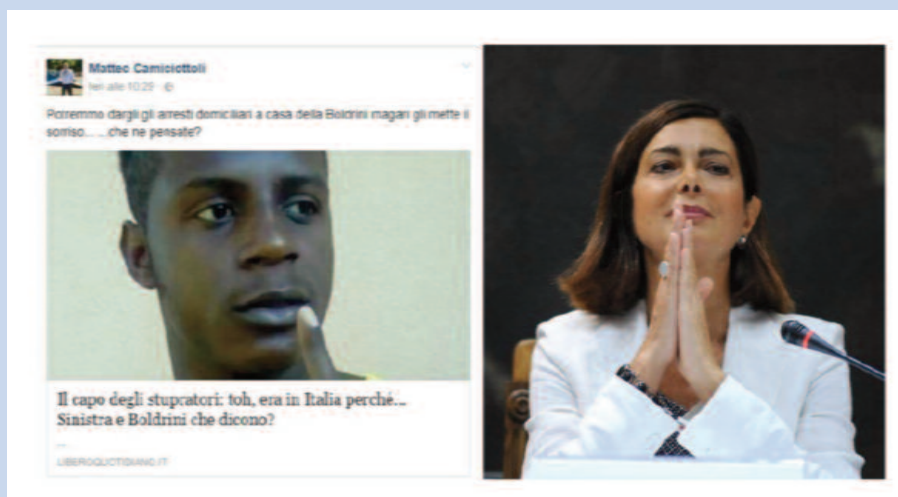 Matteo Camiciottoli
Ieri alle 10:29
Potremmo dargli gli arresti domiciliari a casa della Boldrini magari gli mette il
sorriso... ...che ne pensate?
Il capo degli stupratori: toh, era in Italia perché...
Sinistra e Boldrini che dicono?
...
LIBEROQUOTIDIANO.IT